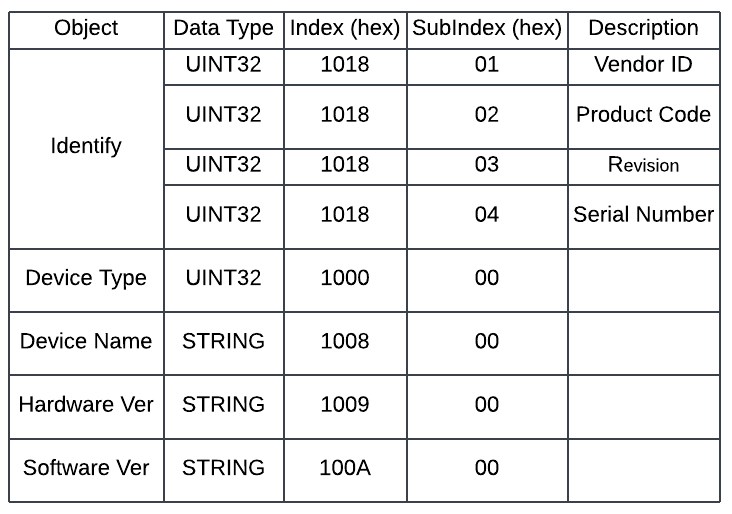 Object Data Type Index (hex) SubIndex (hex) Description
UINT32 1018 01 Vendor ID
UINT32 1018 02 Product Code
Identify
UINT32 1018 03 Revision
UINT32 1018 04 Serial Number
Device Type UINT32 1000 00
Device Name STRING 1008 00
Hardware Ver STRING 1009 00
Software Ver STRING 100A 00